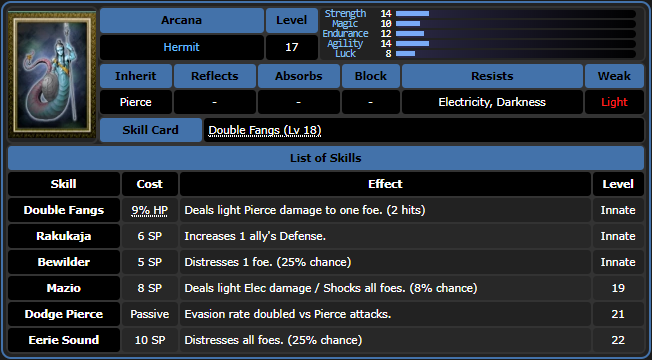 Arcana Level
Hermit 17
Strength 14
Magic 10
Endurance 12
Agility 14
Luck 8
Inherit Reflects Absorbs Block Resists Weak
Pierce - - - Electricity, Darkness Light
Skill Card Double Fangs (Lv 18)
List of Skills
Skill Cost Effect Level
Double Fangs 9% HP Deals light Pierce damage to one foe. (2 hits) Innate
Rakukaja 6 SP Increases 1 ally's Defense. Innate
Bewilder 5 SP Distresses 1 foe. (25% chance) Innate
Mazio 8 SP Deals light Elec damage / Shocks all foes. (8% chance) 19
Dodge Pierce Passive Evasion rate doubled vs Pierce attacks. 21
Eerie Sound 10 SP Distresses all foes. (25% chance) 22